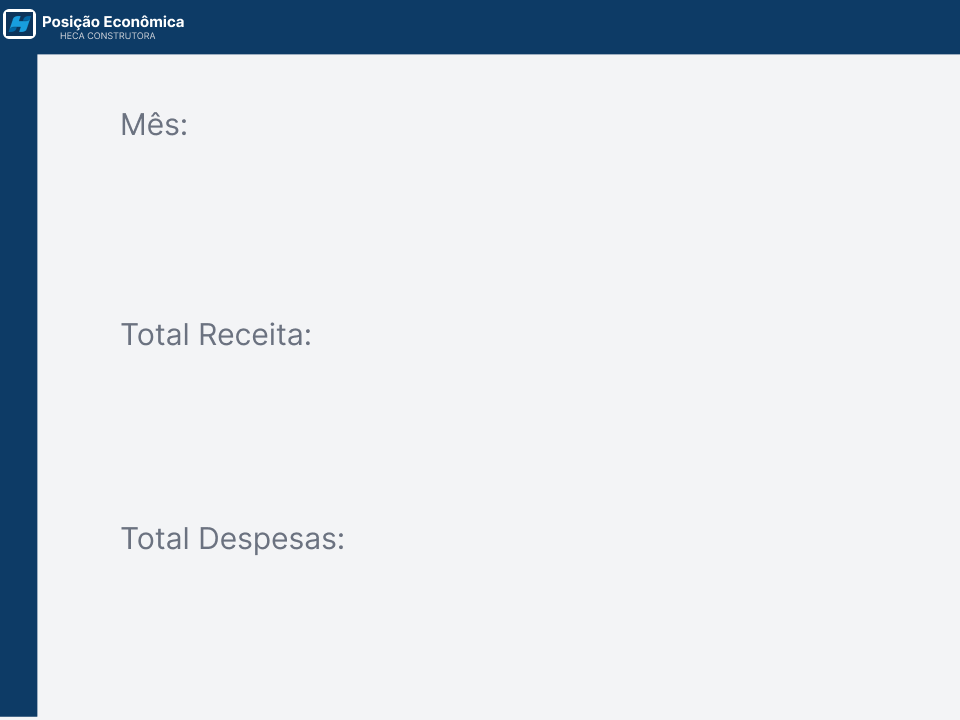 Posição Econômica
HECA CONSTRUTORA
Mês:
Total Receita:
Total Despesas: